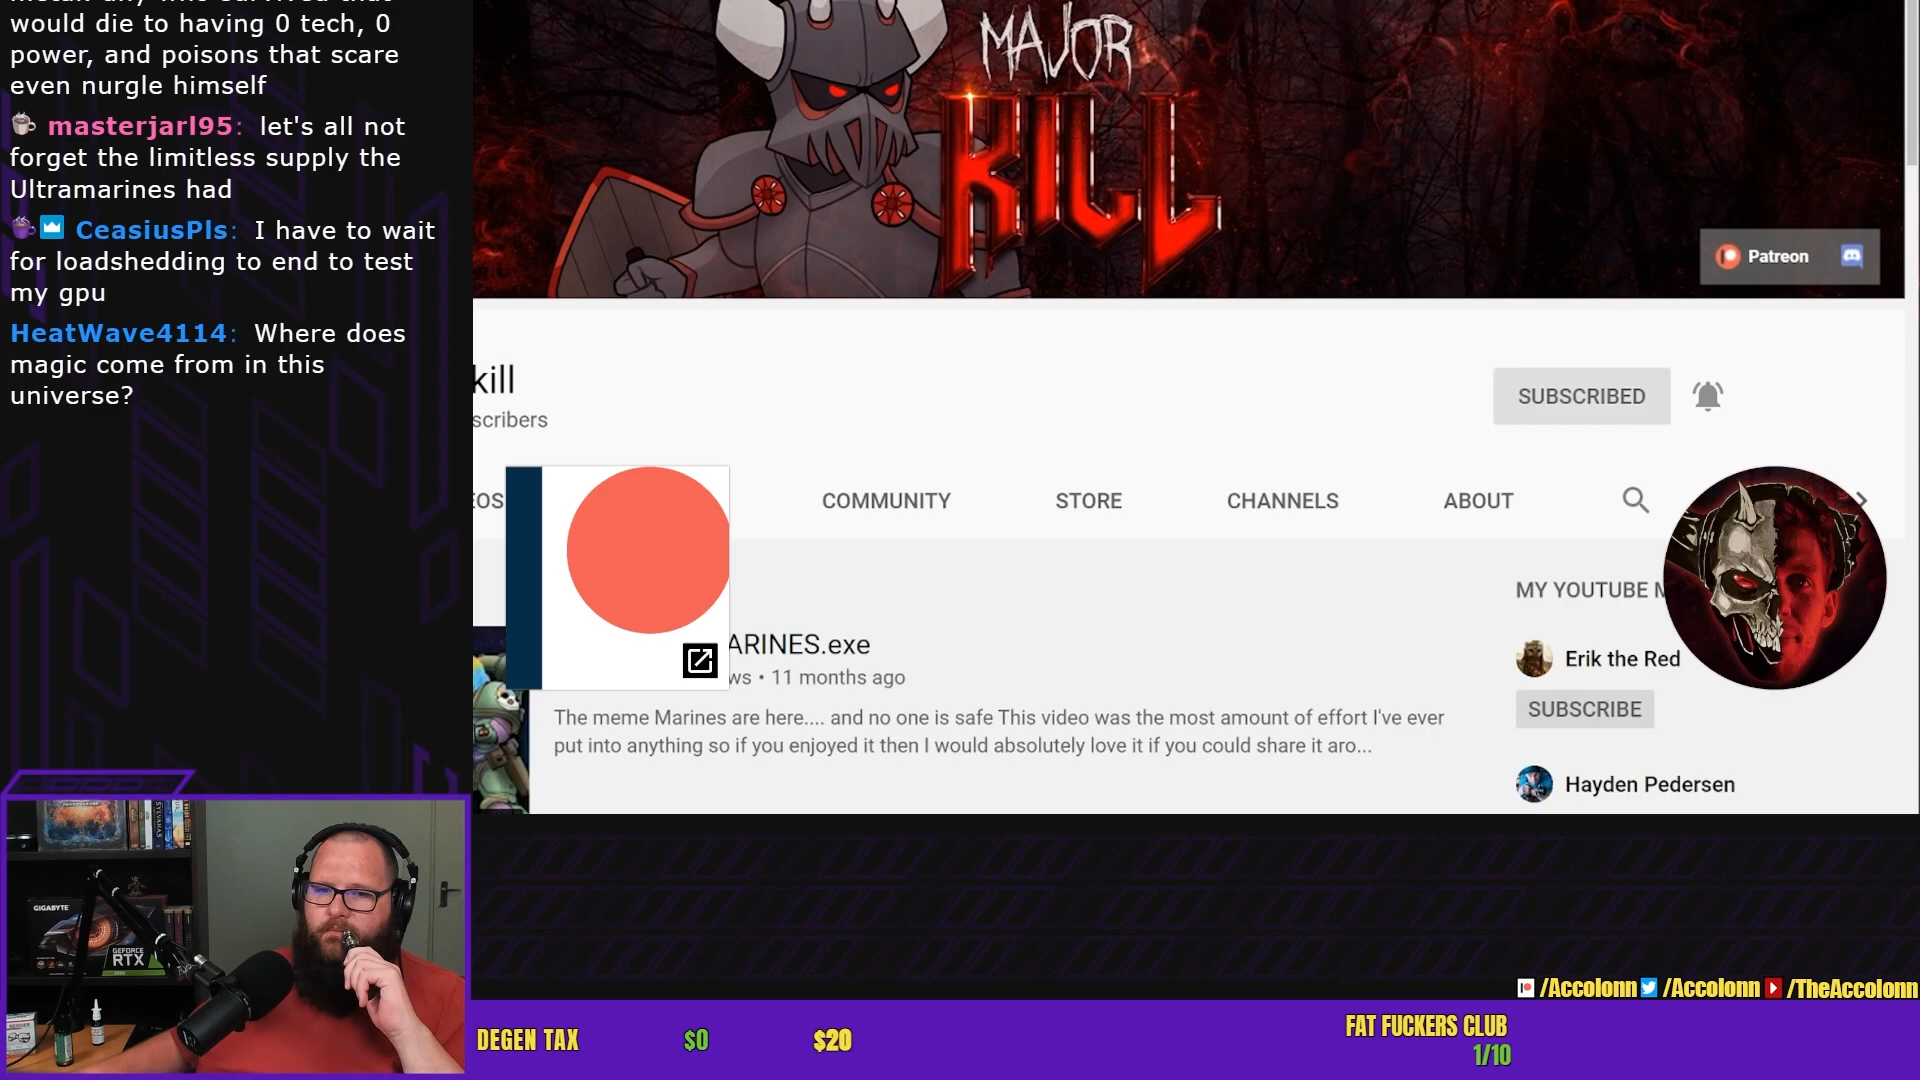 would die to having 0 tech, 0
power, and poisons that scare
even nurgle himself
masterjarl95: let's all not
forget the limitless supply the
Ultramarines had
CeasiusPls: I have to wait
for loadshedding to end to test
my gpu
HeatWave4114: Where does
magic come from in this
universe?
MAJOR
KILL
Patreon
kill
scribers
SUBSCRIBED
COMMUNITY
STORE
CHANNELS
ABOUT
MY YOUTUBE
ARINES.exe
ws • 11 months ago
The meme Marines are here.... and no one is safe This video was the most amount of effort I've ever
put into anything so if you enjoyed it then I would absolutely love it if you could share it aro...
Erik the Red
SUBSCRIBE
Hayden Pedersen
SYLVANAS
GIGABYTE
GEFORCE
RTX
/Accolonn /Accolonn /TheAccolonn
DEGEN TAX $0 $20
FAT FUCKERS CLUB
1/10